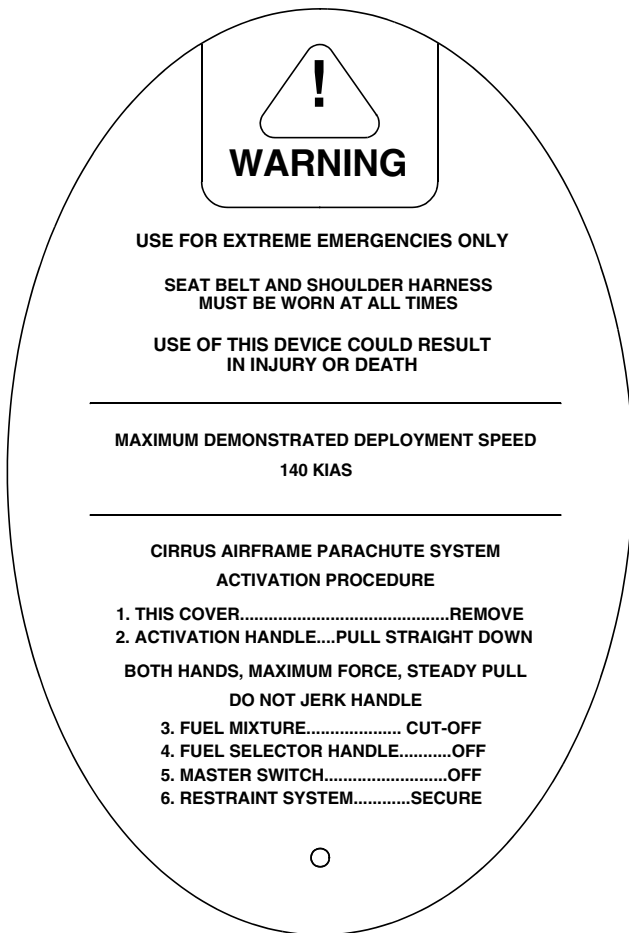 !
WARNING
USE FOR EXTREME EMERGENCIES ONLY
SEAT BELT AND SHOULDER HARNESS
MUST BE WORN AT ALL TIMES
USE OF THIS DEVICE COULD RESULT
IN INJURY OR DEATH
MAXIMUM DEMONSTRATED DEPLOYMENT SPEED
140 KIAS
CIRRUS AIRFRAME PARACHUTE SYSTEM
ACTIVATION PROCEDURE
1. THIS COVER............................................REMOVE
2. ACTIVATION HANDLE....PULL STRAIGHT DOWN
BOTH HANDS, MAXIMUM FORCE, STEADY PULL
DO NOT JERK HANDLE
3. FUEL MIXTURE.................... CUT-OFF
4. FUEL SELECTOR HANDLE...........OFF
5. MASTER SWITCH..........................OFF
6. RESTRAINT SYSTEM............SECURE